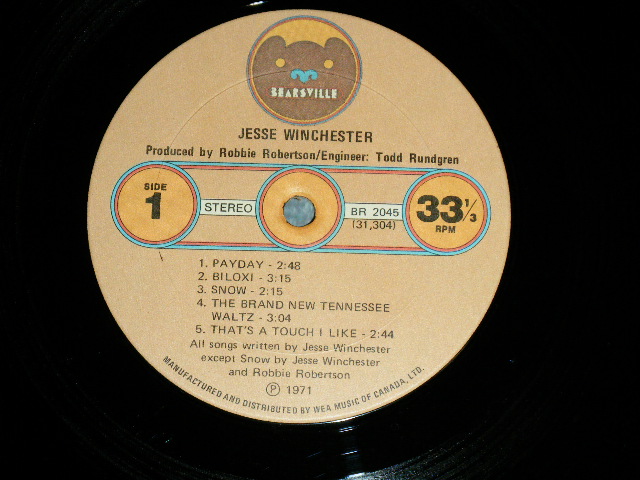 BEARSVILLE
JESSE WINCHESTER
Produced by Robbie Robertson/Engineer: Todd Rundgren
SIDE
1
STEREO
BR 2045
(31,304)
33 1/3
RPM
1. PAYDAY - 2:48
2. BILOXI - 3:15
3. SNOW - 2:15
4. THE BRAND NEW TENNESSEE
WALTZ - 3:04
5. THAT'S A TOUCH I LIKE - 2:44
All songs written by Jesse Winchester
except Snow by Jesse Winchester
and Robbie Robertson
Ⓟ 1971
MANUFACTURED AND DISTRIBUTED BY WEA MUSIC OF CANADA, LTD.